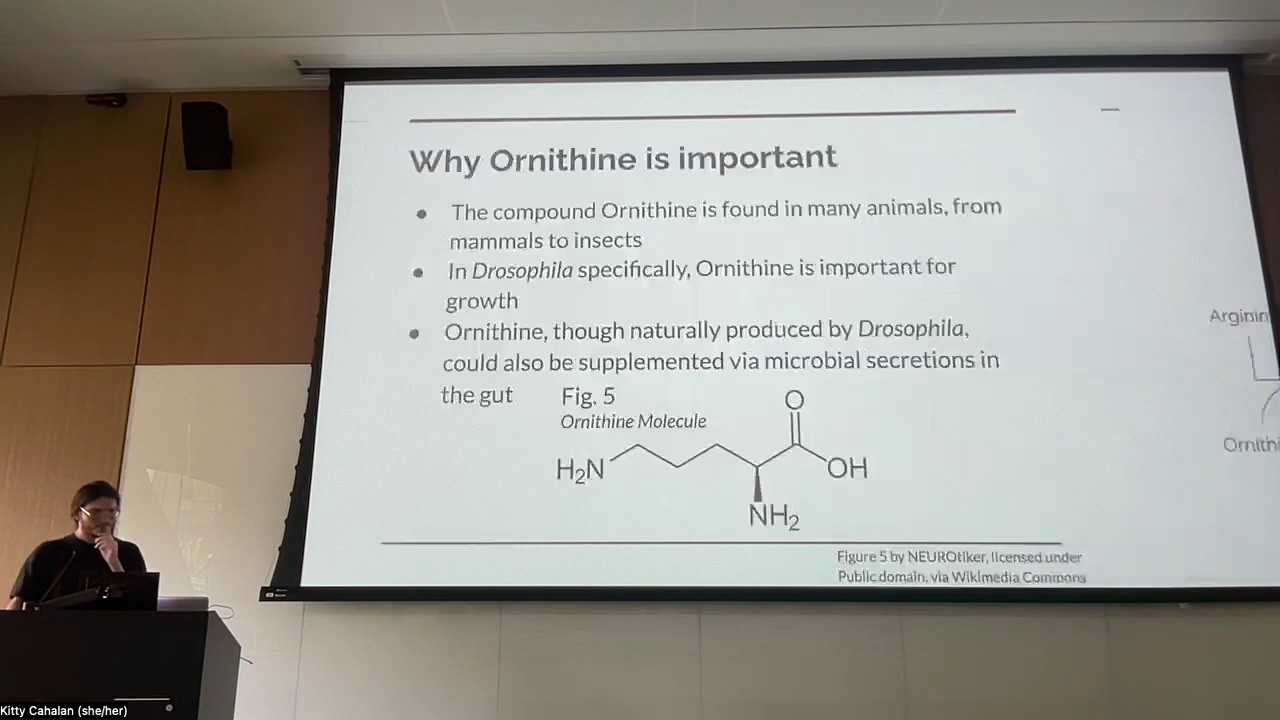 Why Ornithine is important
● The compound Ornithine is found in many animals, from
mammals to insects
● In Drosophila specifically, Ornithine is important for
growth
● Ornithine, though naturally produced by Drosophila,
could also be supplemented via microbial secretions in
the gut
Fig. 5
Ornithine Molecule
O
H₂N
OH
NH₂
Figure 5 by NEUROtiker, licensed under
Public domain, via Wikimedia Commons
Arginin
Ornithi
Kitty Cahalan (she/her)